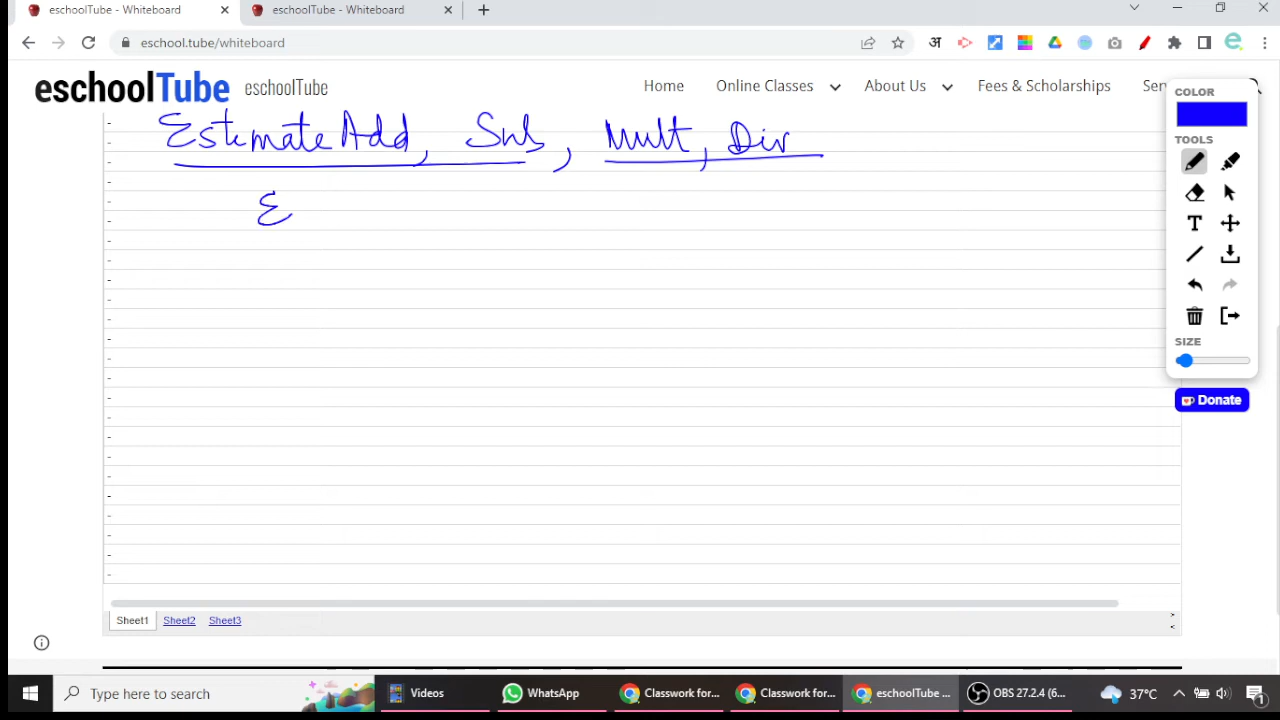 eschoolTube - Whiteboard eschoolTube - Whiteboard
eschool.tube/whiteboard अ
eschoolTube eschoolTube Home Online Classes About Us Fees & Scholarships Ser
COLOR
TOOLS
Estimate Add, Sub, Mult, Div
E
T
SIZE
Donate
Sheet1 Sheet2 Sheet3
Type here to search Videos WhatsApp Classwork for... Classwork for... eschoolTube ... OBS 27.2.4 (6... 37°C 1